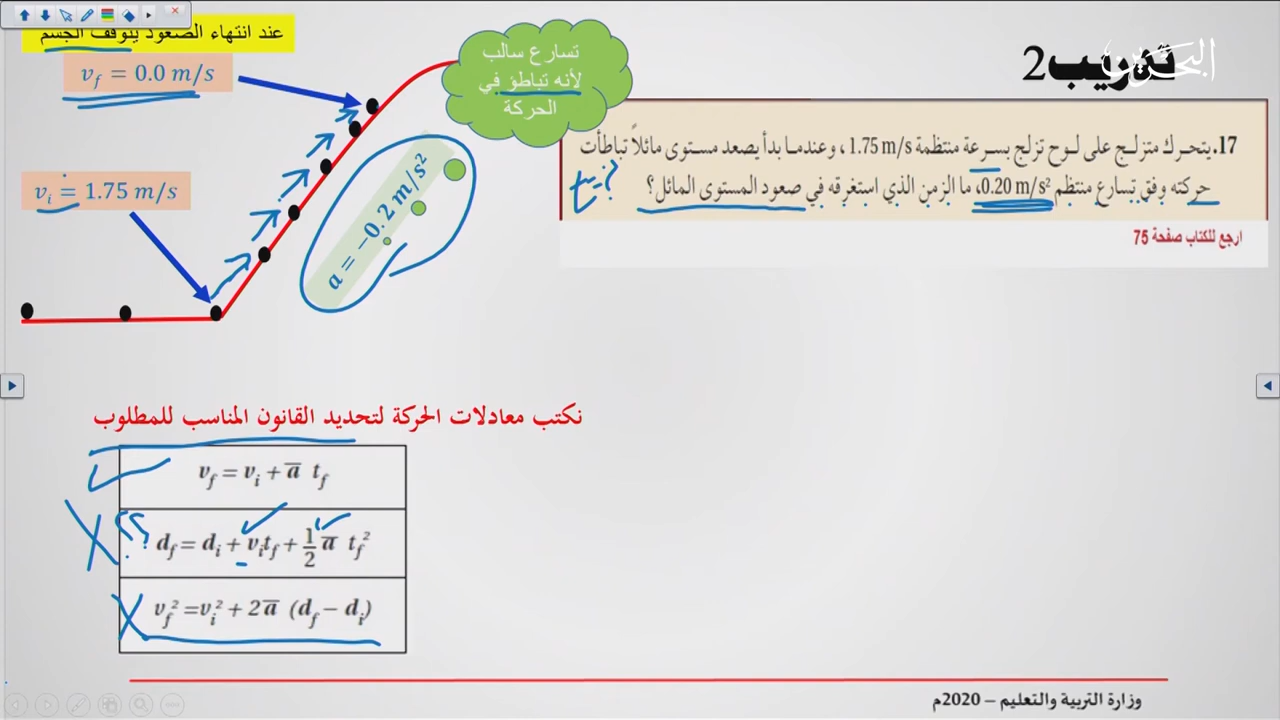 البحرين
تدريب 2
17. يتحرك متزلج على لوح تزلج بسرعة منتظمة 1.75 m/s، وعندما بدأ يصعد مستوى مائلاً تباطأت
حركته وفق تسارع منتظم 0.20 m/s²، ما الزمن الذي استغرقه في صعود المستوى المائل؟
ارجع للكتاب صفحة 75
عند انتهاء الصعود يتوقف الجسم
v_f = 0.0 m/s
تسارع سالب
لأنه تباطؤ في
الحركة
v_i = 1.75 m/s
a = −0.2 m/s²
نكتب معادلات الحركة لتحديد القانون المناسب للمطلوب
v_f = v_i + a̅ t_f
d_f = d_i + v_i t_f + 1/2 a̅ t_f²
v_f² = v_i² + 2a̅ (d_f − d_i)
وزارة التربية والتعليم – 2020م